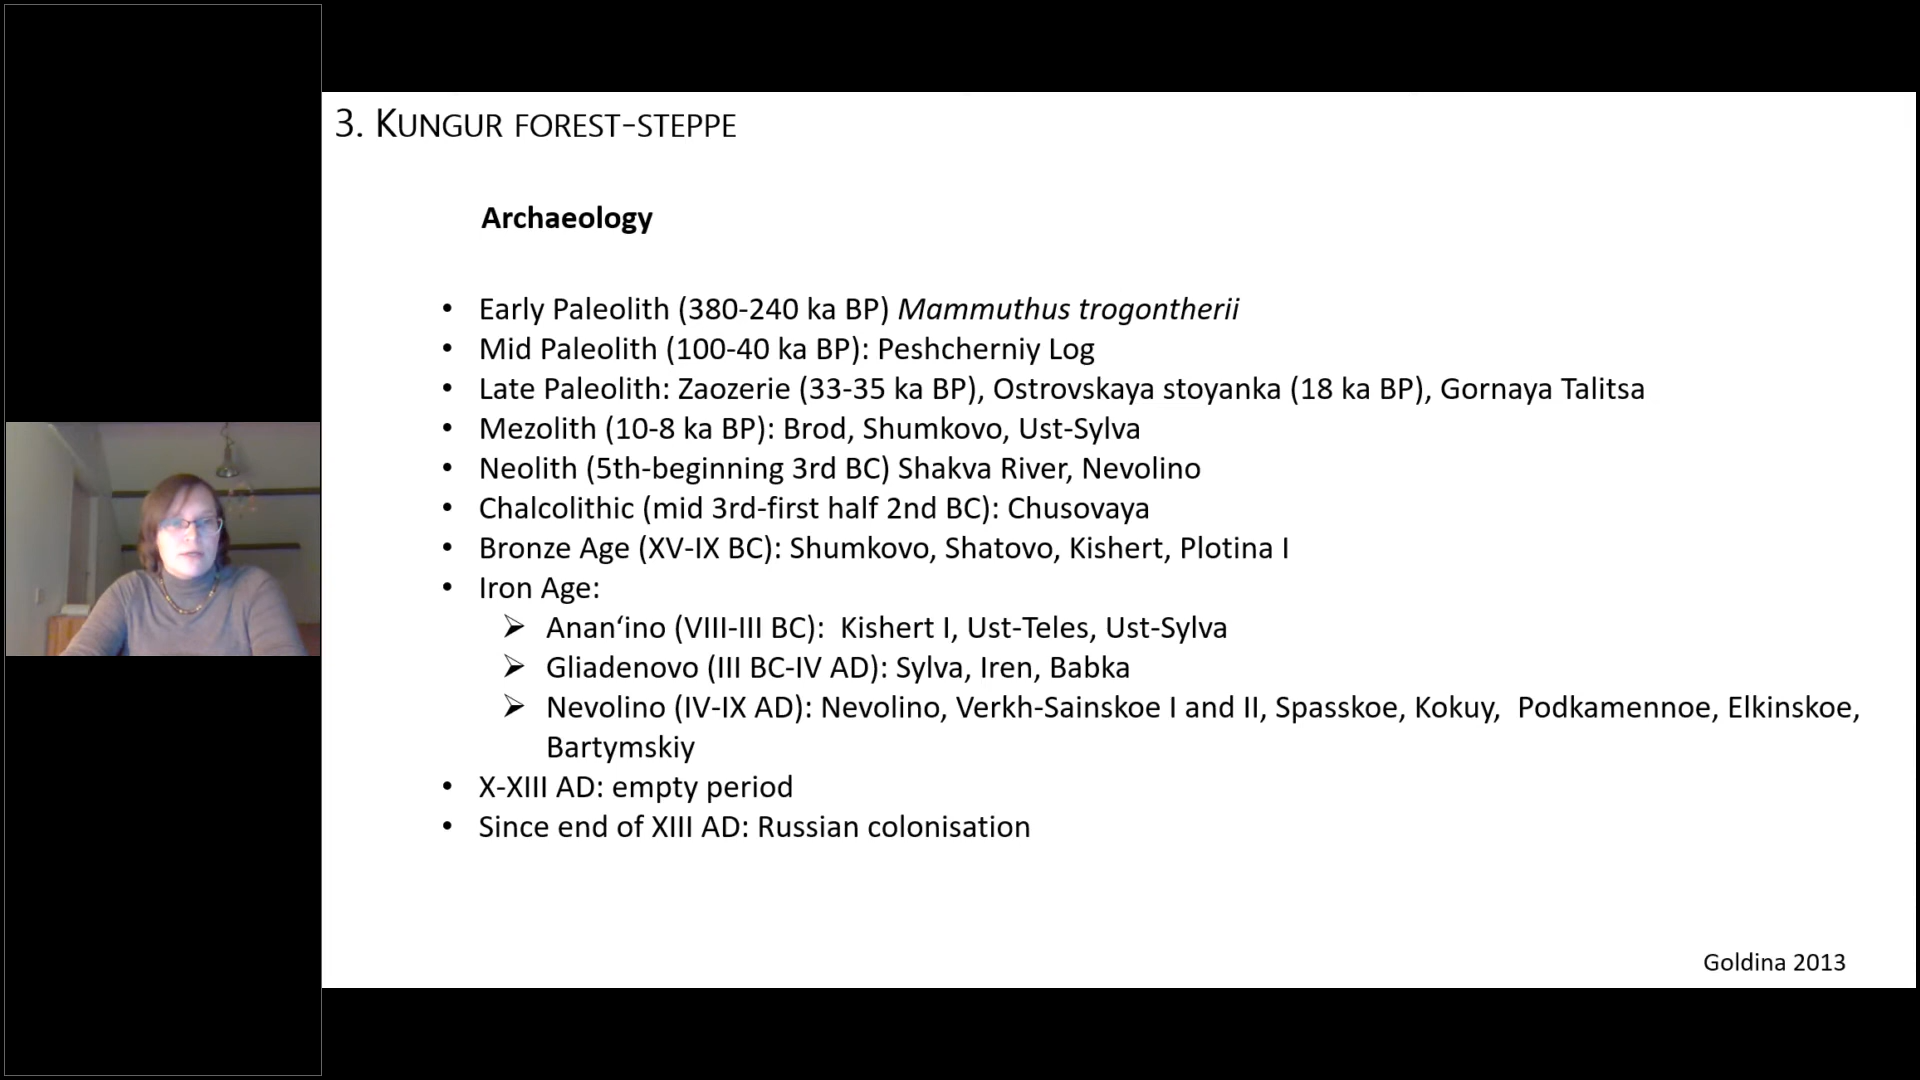 3. Kungur forest-steppe
Archaeology
• Early Paleolith (380-240 ka BP) Mammuthus trogontherii
• Mid Paleolith (100-40 ka BP): Peshcherniy Log
• Late Paleolith: Zaozerie (33-35 ka BP), Ostrovskaya stoyanka (18 ka BP), Gornaya Talitsa
• Mezolith (10-8 ka BP): Brod, Shumkovo, Ust-Sylva
• Neolith (5th-beginning 3rd BC) Shakva River, Nevolino
• Chalcolithic (mid 3rd-first half 2nd BC): Chusovaya
• Bronze Age (XV-IX BC): Shumkovo, Shatovo, Kishert, Plotina I
• Iron Age:
➢ Anan‘ino (VIII-III BC):  Kishert I, Ust-Teles, Ust-Sylva
➢ Gliadenovo (III BC-IV AD): Sylva, Iren, Babka
➢ Nevolino (IV-IX AD): Nevolino, Verkh-Sainskoe I and II, Spasskoe, Kokuy,  Podkamennoe, Elkinskoe,
Bartymskiy
• X-XIII AD: empty period
• Since end of XIII AD: Russian colonisation
Goldina 2013